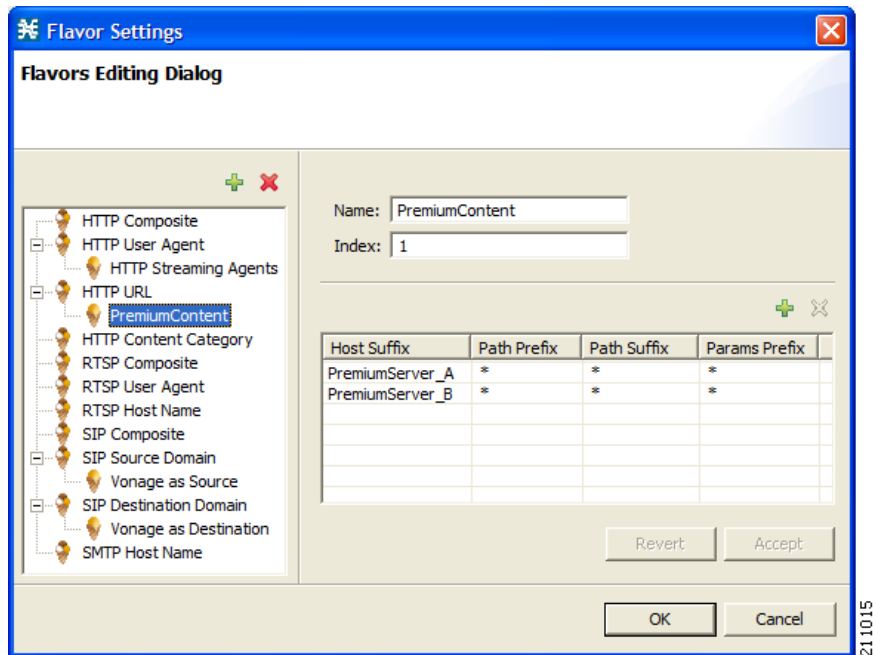 Flavor Settings
Flavors Editing Dialog
HTTP Composite
HTTP User Agent
HTTP Streaming Agents
HTTP URL
PremiumContent
HTTP Content Category
RTSP Composite
RTSP User Agent
RTSP Host Name
SIP Composite
SIP Source Domain
Vonage as Source
SIP Destination Domain
Vonage as Destination
SMTP Host Name
Name: PremiumContent
Index: 1
Host Suffix Path Prefix Path Suffix Params Prefix
PremiumServer_A * * *
PremiumServer_B * * *
Revert Accept
OK Cancel
211015